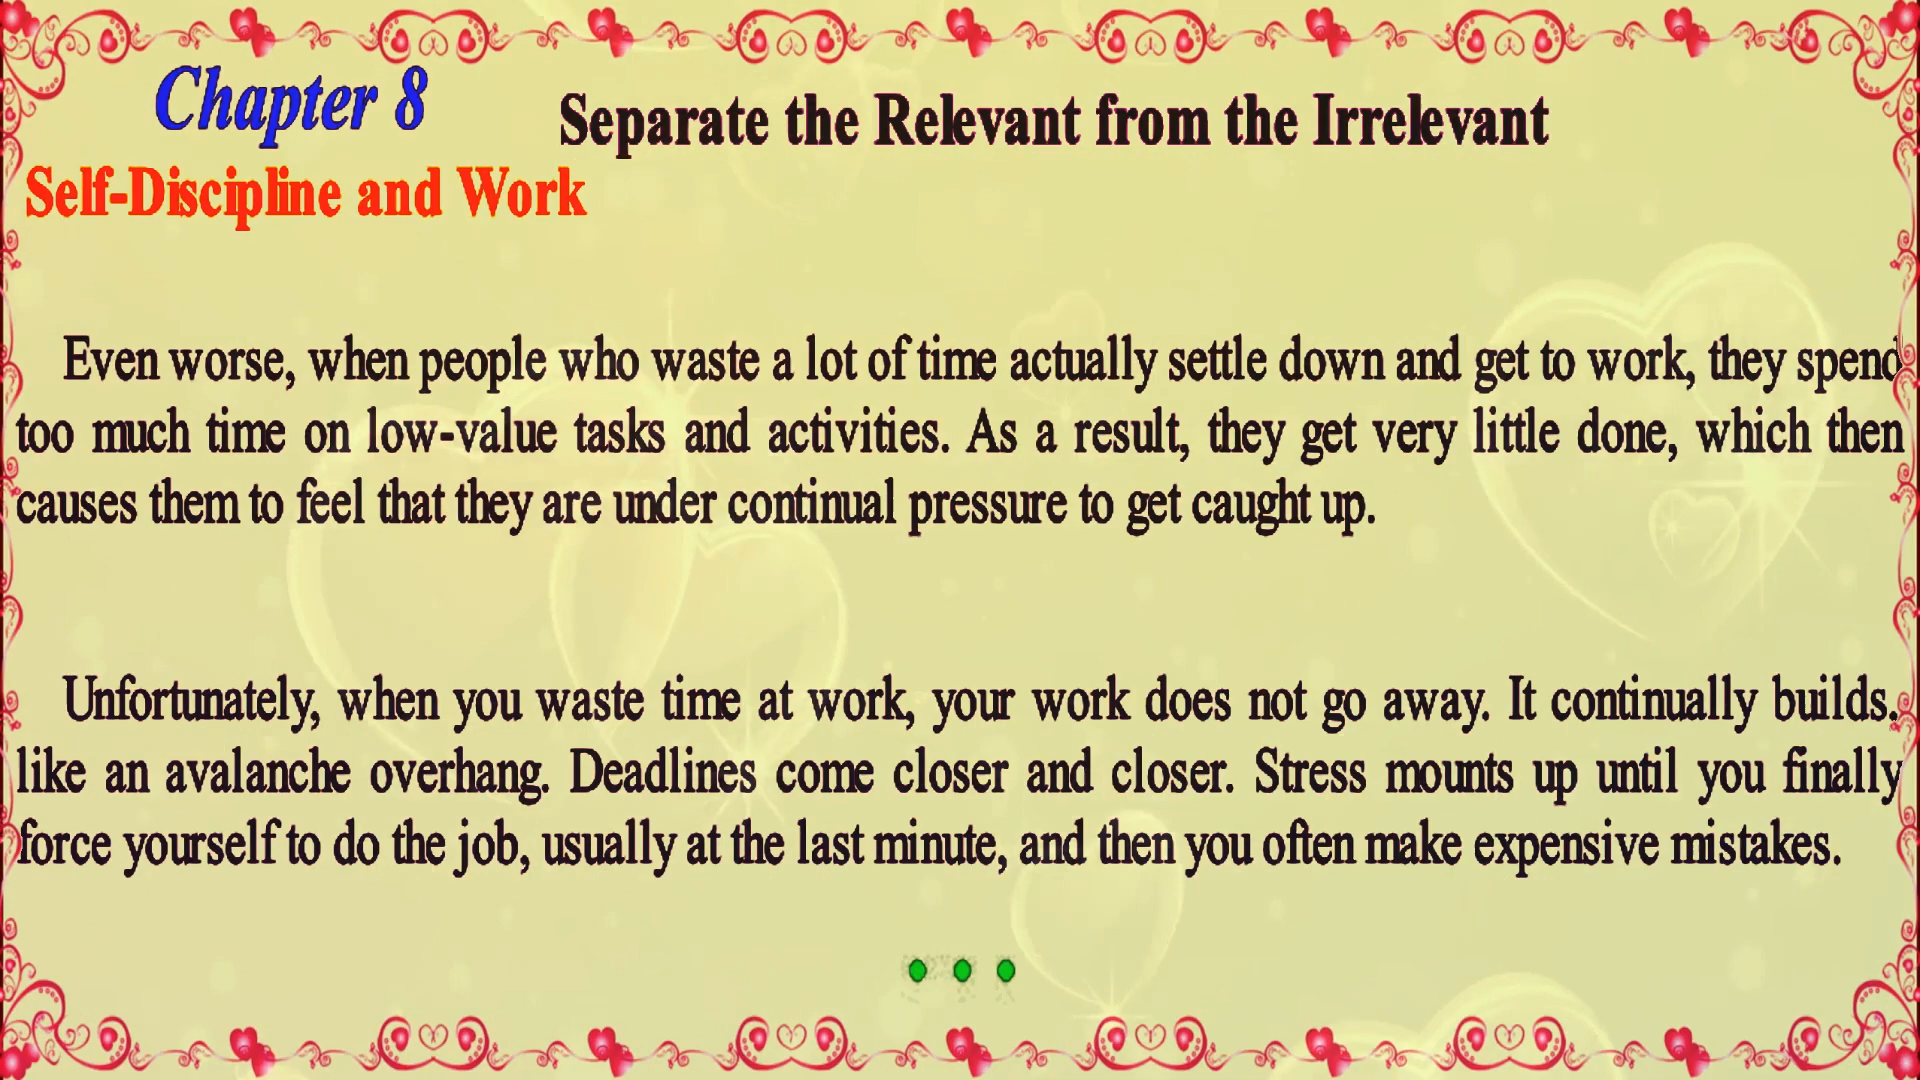 Chapter 8
Separate the Relevant from the Irrelevant
Self-Discipline and Work
Even worse, when people who waste a lot of time actually settle down and get to work, they spend
too much time on low-value tasks and activities. As a result, they get very little done, which then
causes them to feel that they are under continual pressure to get caught up.
Unfortunately, when you waste time at work, your work does not go away. It continually builds.
like an avalanche overhang. Deadlines come closer and closer. Stress mounts up until you finally
force yourself to do the job, usually at the last minute, and then you often make expensive mistakes.